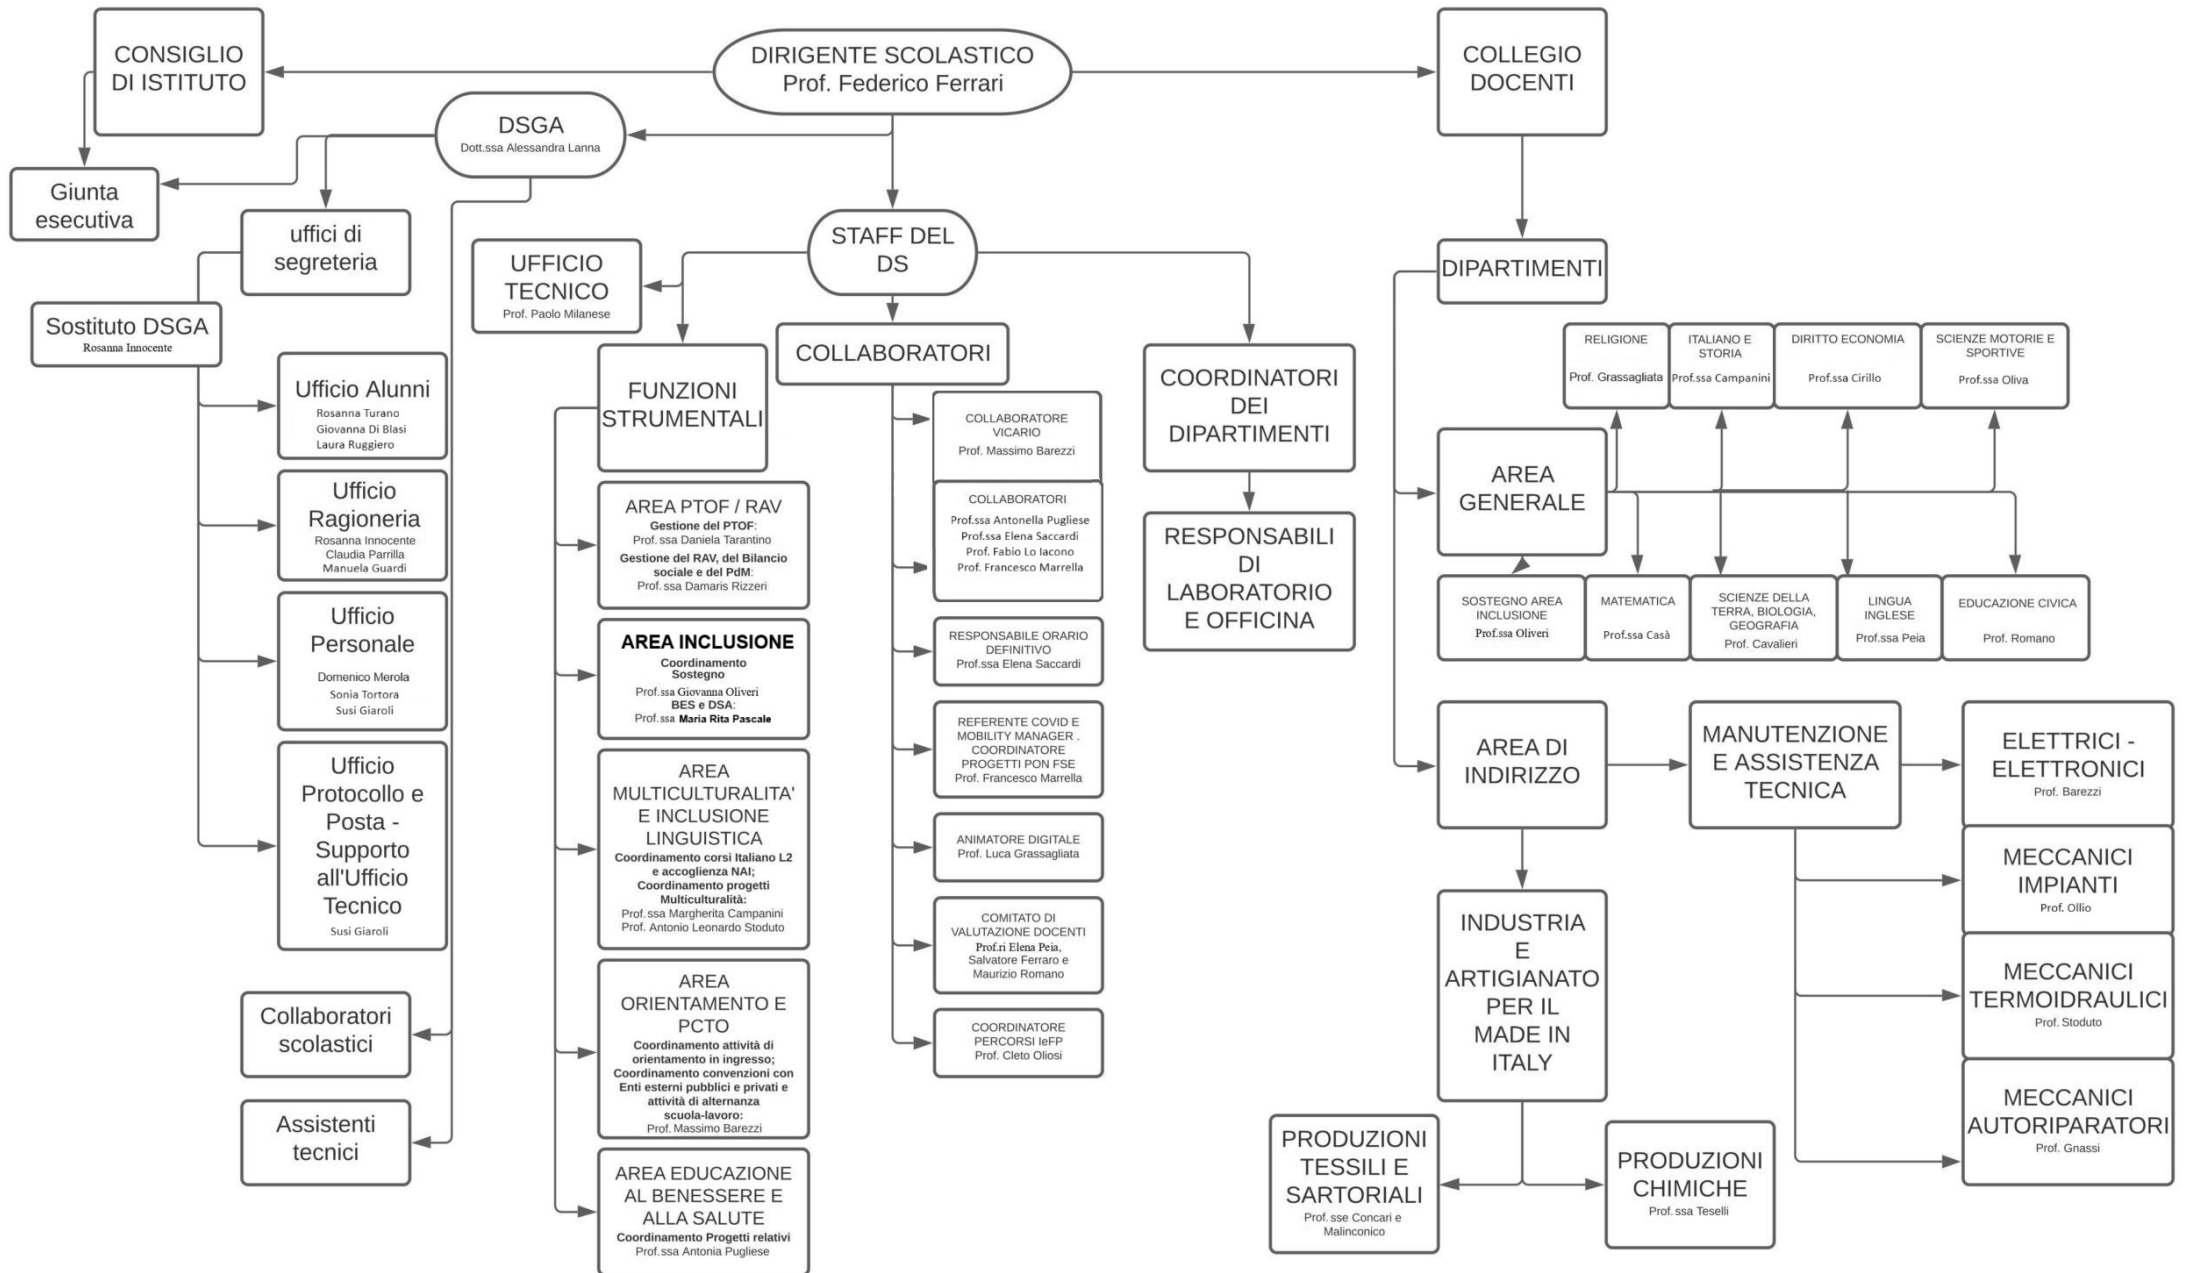 CONSIGLIO
DI ISTITUTO
DIRIGENTE SCOLASTICO
Prof. Federico Ferrari
COLLEGIO
DOCENTI
DSGA
Dott.ssa Alessandra Lanna
Giunta
esecutiva
uffici di
segreteria
Sostituto DSGA
Rosanna Innocente
Ufficio Alunni
Rosanna Turano
Giovanna Di Blasi
Laura Ruggiero
Ufficio
Ragioneria
Rosanna Innocente
Claudia Parrilla
Manuela Guardi
Ufficio
Personale
Domenico Merola
Sonia Tortora
Susi Giaroli
Ufficio
Protocollo e
Posta -
Supporto
all'Ufficio
Tecnico
Susi Giaroli
Collaboratori
scolastici
Assistenti
tecnici
STAFF DEL
DS
UFFICIO
TECNICO
Prof. Paolo Milanese
FUNZIONI
STRUMENTALI
AREA PTOF / RAV
Gestione del PTOF:
Prof. ssa Daniela Tarantino
Gestione del RAV, del Bilancio
sociale e del PdM:
Prof. ssa Damaris Rizzeri
AREA INCLUSIONE
Coordinamento
Sostegno
Prof.ssa Giovanna Oliveri
BES e DSA:
Prof.ssa Maria Rita Pascale
AREA
MULTICULTURALITA'
E INCLUSIONE
LINGUISTICA
Coordinamento corsi Italiano L2
e accoglienza NAI;
Coordinamento progetti
Multiculturalità:
Prof. ssa Margherita Campanini
Prof. Antonio Leonardo Stoduto
AREA
ORIENTAMENTO E
PCTO
Coordinamento attività di
orientamento in ingresso;
Coordinamento convenzioni con
Enti esterni pubblici e privati e
attività di alternanza
scuola-lavoro:
Prof. Massimo Barezzi
AREA EDUCAZIONE
AL BENESSERE E
ALLA SALUTE
Coordinamento Progetti relativi
Prof.ssa Antonia Pugliese
COLLABORATORI
COLLABORATORE
VICARIO
Prof. Massimo Barezzi
COLLABORATORI
Prof.ssa Antonella Pugliese
Prof.ssa Elena Saccardi
Prof. Fabio Lo Iacono
Prof. Francesco Marrella
RESPONSABILE ORARIO
DEFINITIVO
Prof.ssa Elena Saccardi
REFERENTE COVID E
MOBILITY MANAGER .
COORDINATORE
PROGETTI PON FSE
Prof. Francesco Marrella
ANIMATORE DIGITALE
Prof. Luca Grassagliata
COMITATO DI
VALUTAZIONE DOCENTI
Prof.ri Elena Peia,
Salvatore Ferraro e
Maurizio Romano
COORDINATORE
PERCORSI IeFP
Prof. Cleto Oliosi
COORDINATORI
DEI
DIPARTIMENTI
RESPONSABILI
DI
LABORATORIO
E OFFICINA
DIPARTIMENTI
RELIGIONE
Prof. Grassagliata
ITALIANO E
STORIA
Prof.ssa Campanini
DIRITTO ECONOMIA
Prof.ssa Cirillo
SCIENZE MOTORIE E
SPORTIVE
Prof.ssa Oliva
AREA
GENERALE
SOSTEGNO AREA
INCLUSIONE
Prof.ssa Oliveri
MATEMATICA
Prof.ssa Casà
SCIENZE DELLA
TERRA, BIOLOGIA,
GEOGRAFIA
Prof. Cavalieri
LINGUA
INGLESE
Prof.ssa Peia
EDUCAZIONE CIVICA
Prof. Romano
AREA DI
INDIRIZZO
MANUTENZIONE
E ASSISTENZA
TECNICA
ELETTRICI -
ELETTRONICI
Prof. Barezzi
MECCANICI
IMPIANTI
Prof. Ollio
MECCANICI
TERMOIDRAULICI
Prof. Stoduto
MECCANICI
AUTORIPARATORI
Prof. Gnassi
INDUSTRIA
E
ARTIGIANATO
PER IL
MADE IN
ITALY
PRODUZIONI
TESSILI E
SARTORIALI
Prof. sse Concari e
Malinconico
PRODUZIONI
CHIMICHE
Prof. ssa Teselli